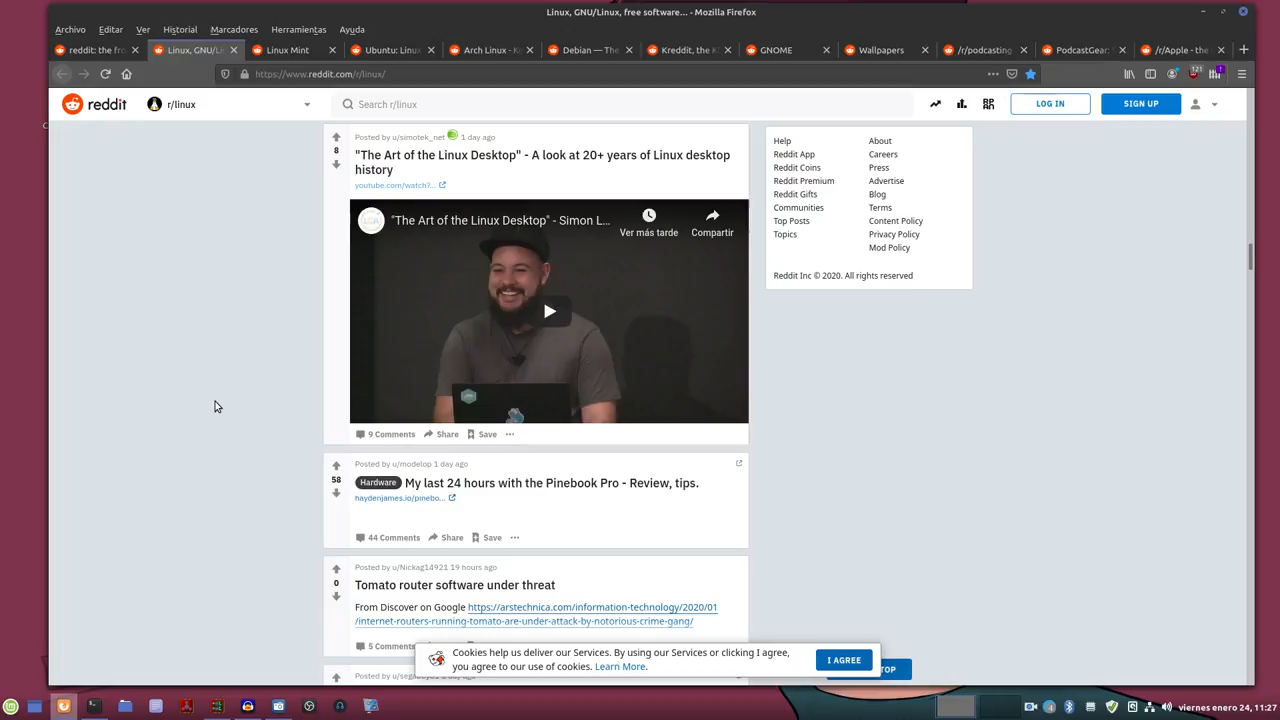 Linux, GNU/Linux, free software... - Mozilla Firefox
Archivo Editar Ver Historial Marcadores Herramientas Ayuda
reddit: the fro Linux, GNU/Li Linux Mint Ubuntu: Linux Arch Linux - Debian — The Kreddit, the K GNOME Wallpapers /r/podcasting PodcastGear: S /r/Apple - the
https://www.reddit.com/r/linux/
121
reddit r/linux Search r/linux LOG IN SIGN UP
Posted by u/simotek_net 1 day ago
8
"The Art of the Linux Desktop" - A look at 20+ years of Linux desktop
history
youtube.com/watch?...
"The Art of the Linux Desktop" - Simon L...
Ver más tarde
Compartir
9 Comments Share Save
Posted by u/modelop 1 day ago
58
Hardware My last 24 hours with the Pinebook Pro - Review, tips.
haydenjames.io/pinebo...
44 Comments Share Save
Posted by u/Nickag14921 19 hours ago
0
Tomato router software under threat
From Discover on Google https://arstechnica.com/information-technology/2020/01
/internet-routers-running-tomato-are-under-attack-by-notorious-crime-gang/
5 Comments
Help About
Reddit App Careers
Reddit Coins Press
Reddit Premium Advertise
Reddit Gifts Blog
Communities Terms
Top Posts Content Policy
Topics Privacy Policy
Mod Policy
Reddit Inc © 2020. All rights reserved
Cookies help us deliver our Services. By using our Services or clicking I agree,
you agree to our use of cookies. Learn More.
I AGREE
TOP
viernes enero 24, 11:27